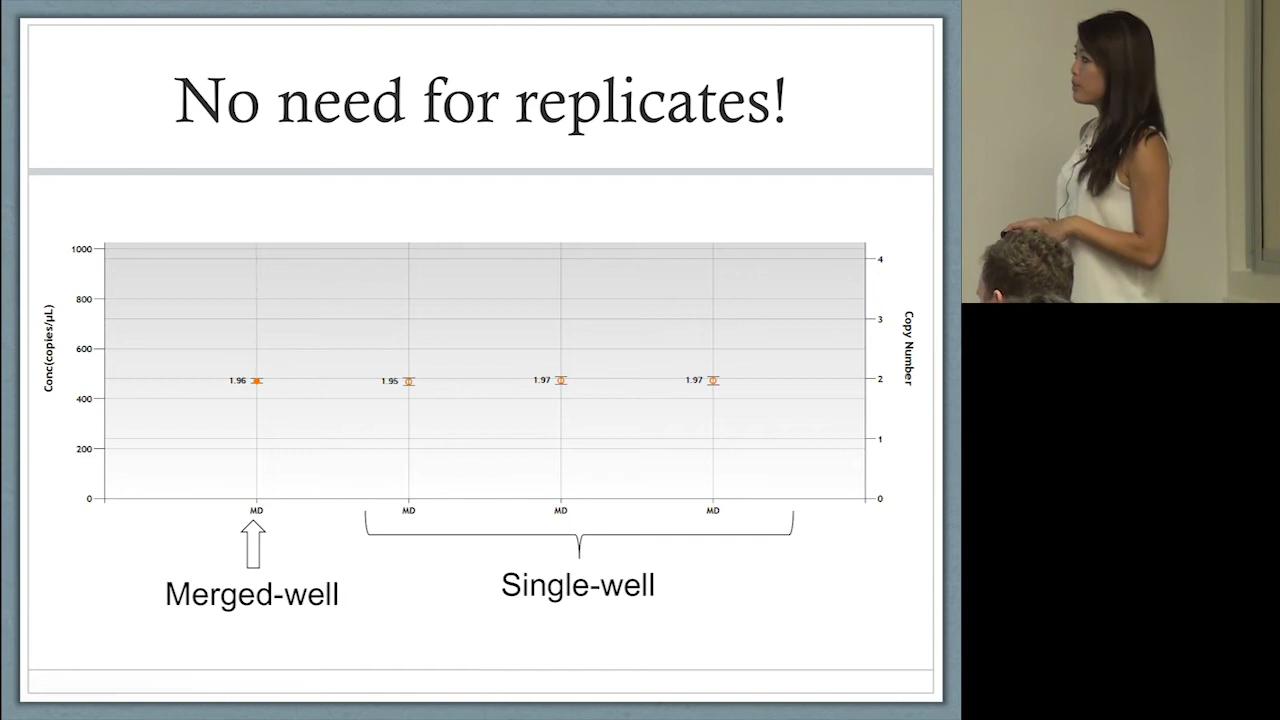 No need for replicates!
Conc(copies/μL)
1000
800
600
400
200
0
1.96
1.95
1.97
1.97
4
3
2
1
0
Copy Number
MD
MD
MD
MD
Merged-well
Single-well